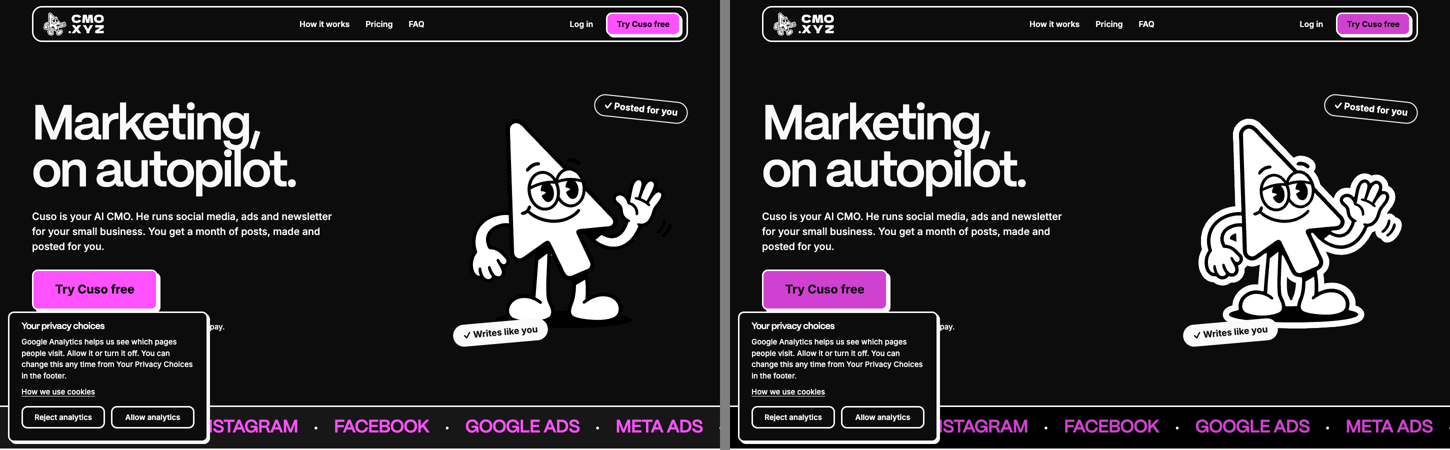 CMO
.XYZ
How it works
Pricing
FAQ
Log in
Try Cuso free
✓ Posted for you
Marketing,
on autopilot.
Cuso is your AI CMO. He runs social media, ads and newsletter
for your small business. You get a month of posts, made and
posted for you.
Try Cuso free
pay.
✓ Writes like you
Your privacy choices
Google Analytics helps us see which pages
people visit. Allow it or turn it off. You can
change this any time from Your Privacy Choices
in the footer.
How we use cookies
Reject analytics
Allow analytics
STAGRAM • FACEBOOK • GOOGLE ADS • META ADS
CMO
.XYZ
How it works
Pricing
FAQ
Log in
Try Cuso free
✓ Posted for you
Marketing,
on autopilot.
Cuso is your AI CMO. He runs social media, ads and newsletter
for your small business. You get a month of posts, made and
posted for you.
Try Cuso free
pay.
✓ Writes like you
Your privacy choices
Google Analytics helps us see which pages
people visit. Allow it or turn it off. You can
change this any time from Your Privacy Choices
in the footer.
How we use cookies
Reject analytics
Allow analytics
STAGRAM • FACEBOOK • GOOGLE ADS • META ADS